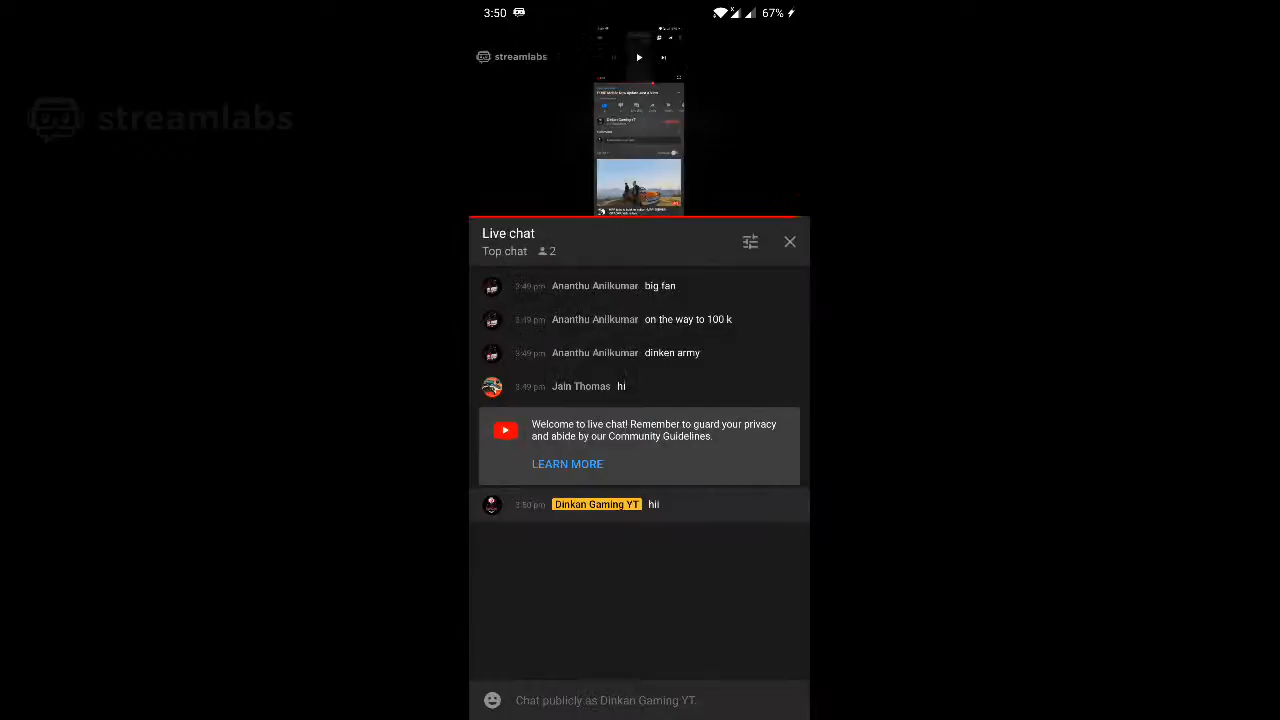 3:50
67%
streamlabs
streamlabs
Dinkan Gaming YT
Live chat
Top chat 2
3:49 pm Ananthu Anilkumar big fan
3:49 pm Ananthu Anilkumar on the way to 100 k
3:49 pm Ananthu Anilkumar dinken army
3:49 pm Jain Thomas hi
Welcome to live chat! Remember to guard your privacy
and abide by our Community Guidelines.
LEARN MORE
3:50 pm Dinkan Gaming YT hii
Chat publicly as Dinkan Gaming YT.